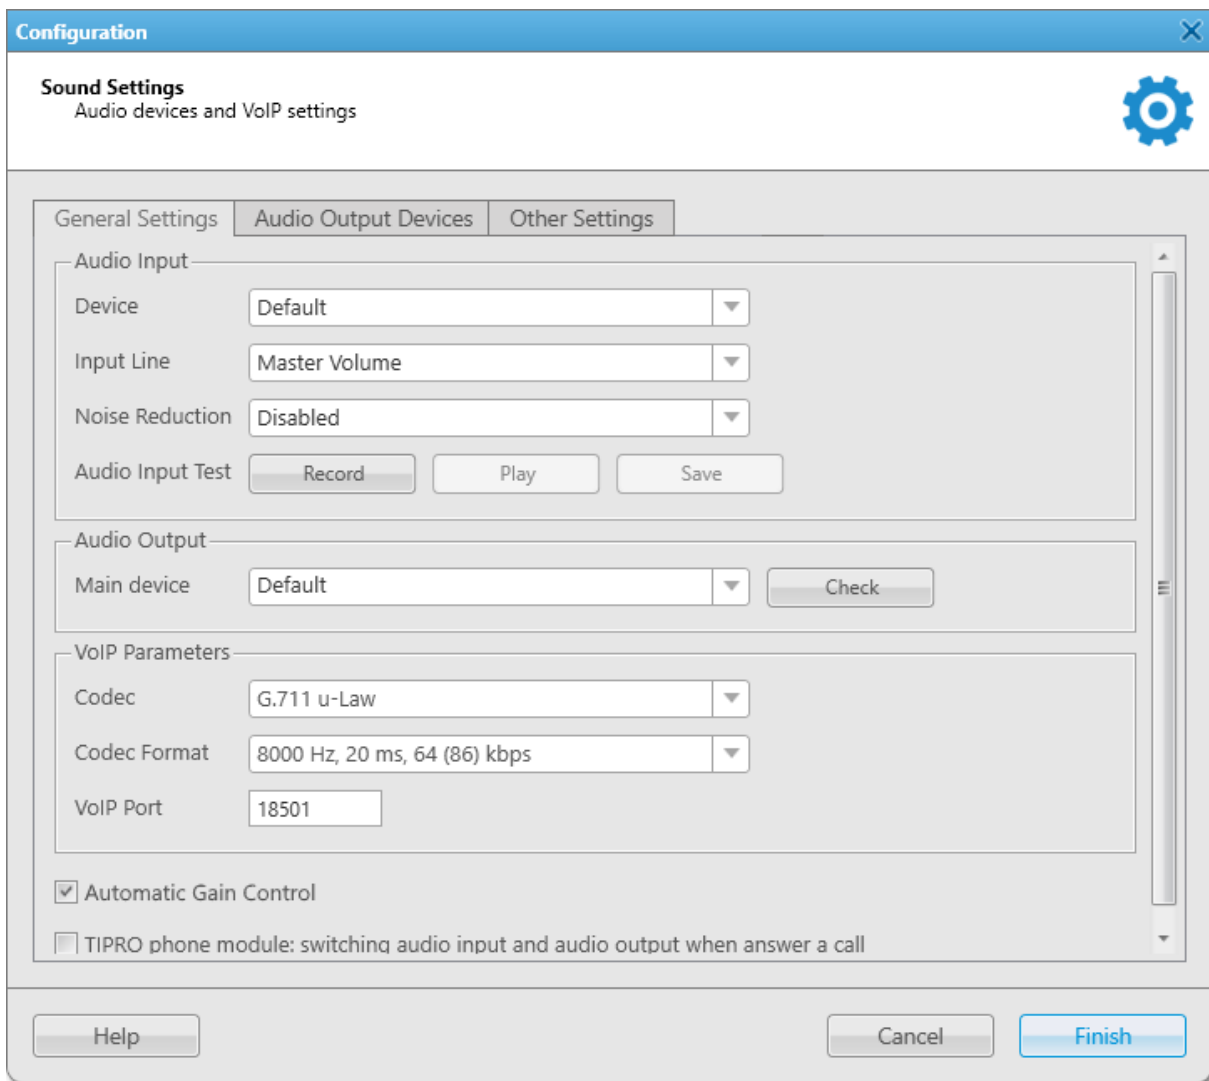 Configuration
Sound Settings
Audio devices and VoIP settings
General Settings Audio Output Devices Other Settings
Audio Input
Device Default
Input Line Master Volume
Noise Reduction Disabled
Audio Input Test Record Play Save
Audio Output
Main device Default Check
VoIP Parameters
Codec G.711 u-Law
Codec Format 8000 Hz, 20 ms, 64 (86) kbps
VoIP Port 18501
Automatic Gain Control
TIPRO phone module: switching audio input and audio output when answer a call
Help Cancel Finish